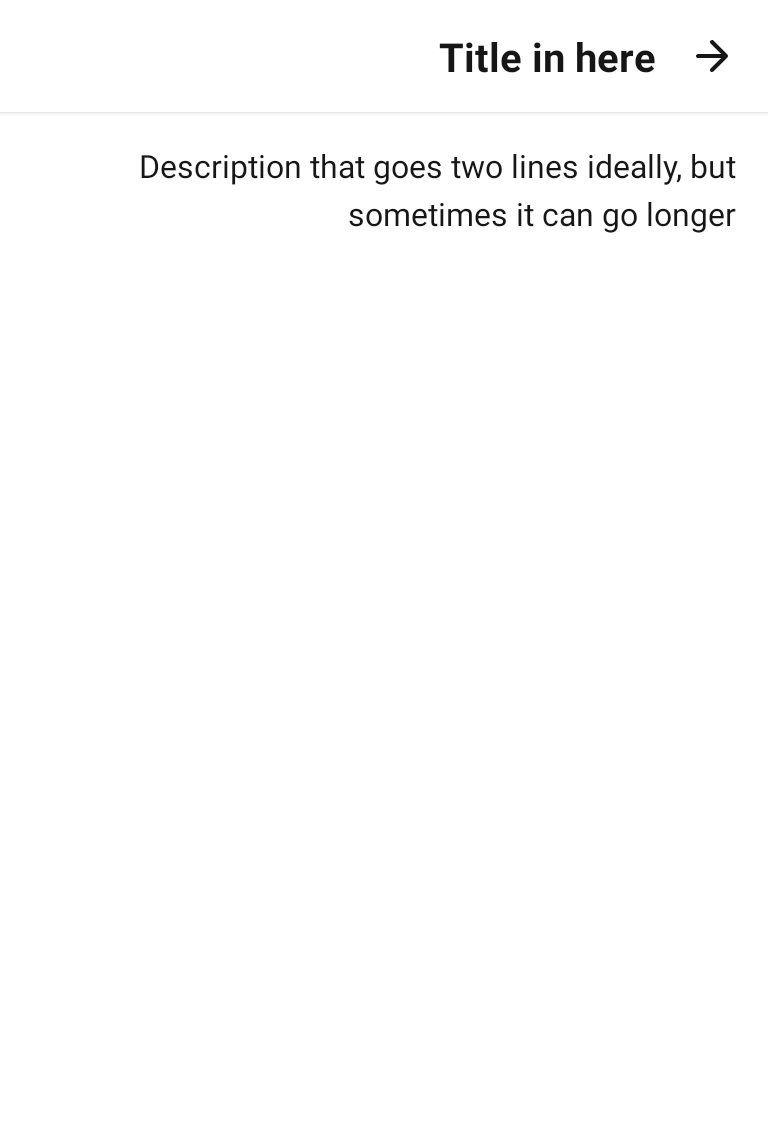 Title in here
Description that goes two lines ideally, but
sometimes it can go longer